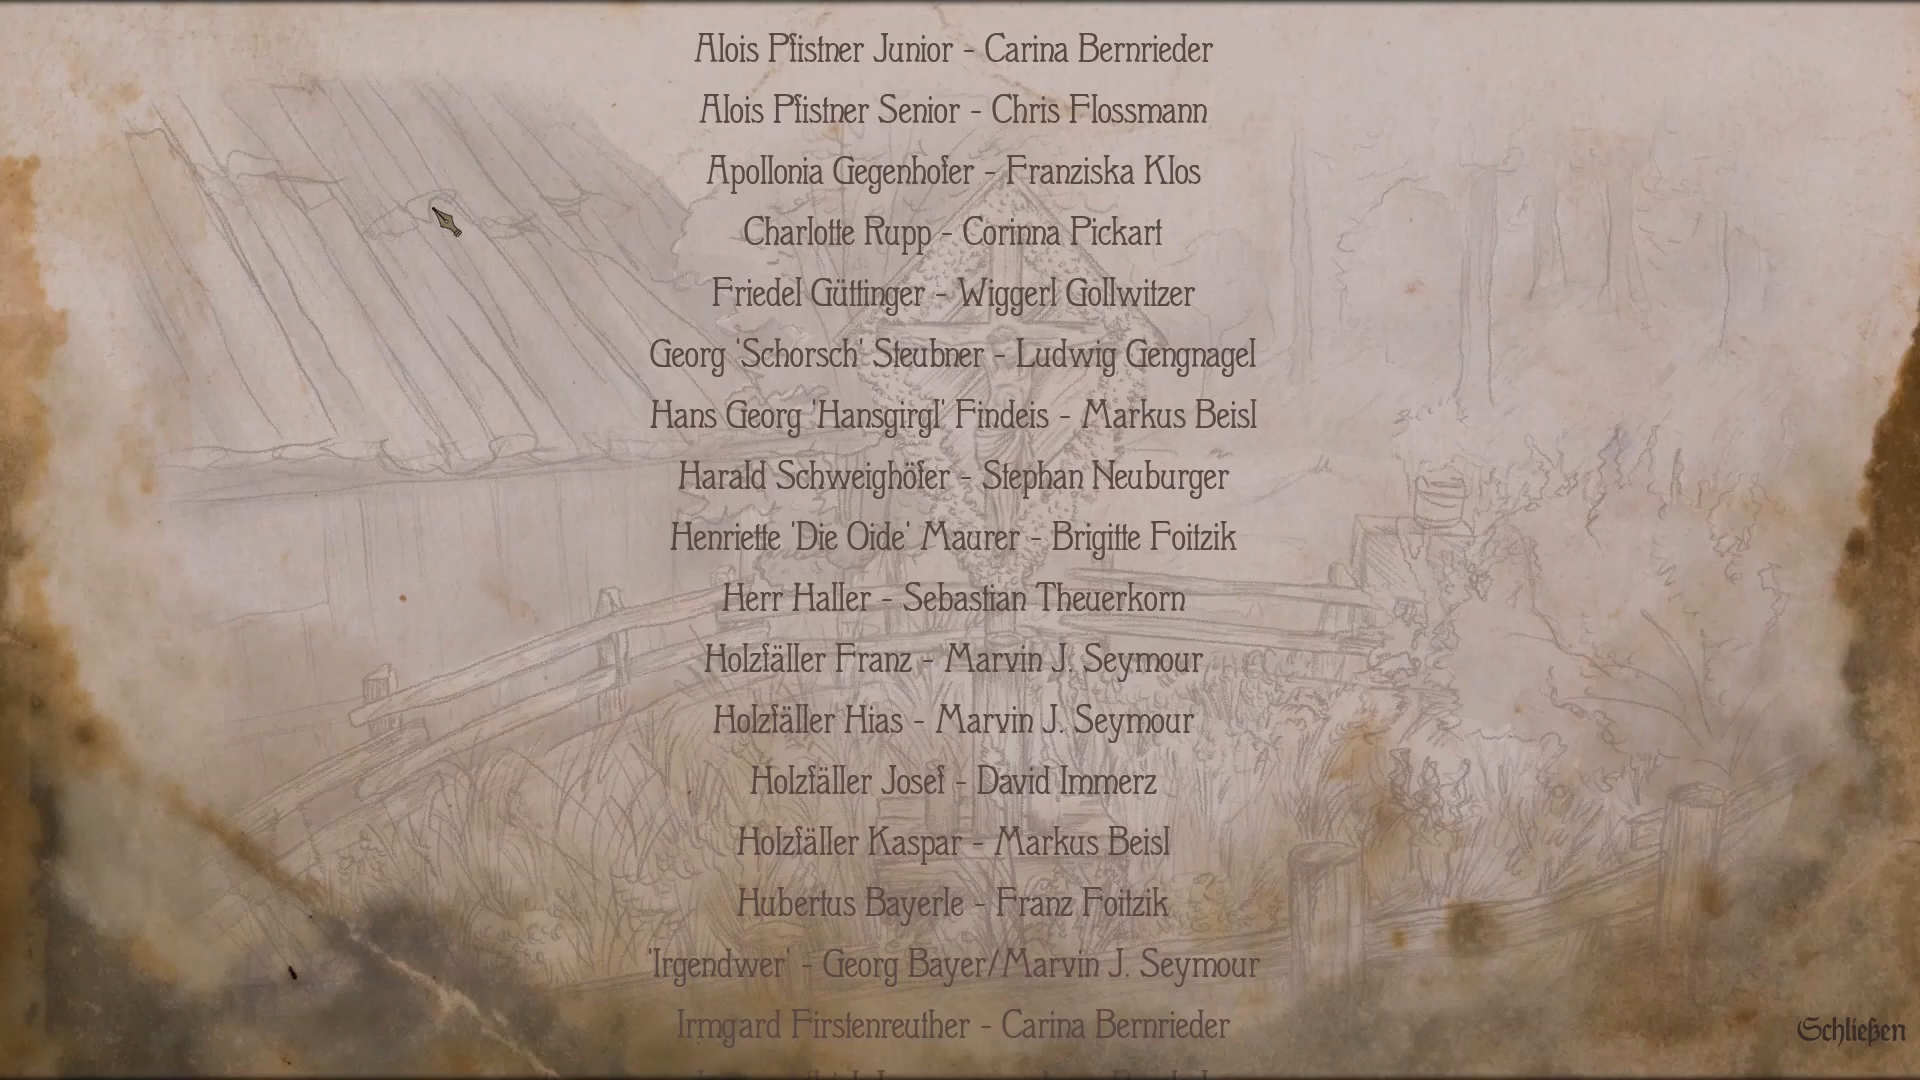 Alois Pfistner Junior - Carina Bernrieder
Alois Pfistner Senior - Chris Flossmann
Apollonia Gegenhofer - Franziska Klos
Charlotte Rupp - Corinna Pickart
Friedel Güttinger - Wiggerl Gollwitzer
Georg 'Schorsch' Steubner - Ludwig Gengnagel
Hans Georg 'Hansgirgl' Findeis - Markus Beisl
Harald Schweighöfer - Stephan Neuburger
Henriette 'Die Oide' Maurer - Brigitte Foitzik
Herr Haller - Sebastian Theuerkorn
Holzfäller Franz - Marvin J. Seymour
Holzfäller Hias - Marvin J. Seymour
Holzfäller Josef - David Immerz
Holzfäller Kaspar - Markus Beisl
Hubertus Bayerle - Franz Foitzik
'Irgendwer' - Georg Bayer/Marvin J. Seymour
Irmgard Firstenreuther - Carina Bernrieder
Schließen